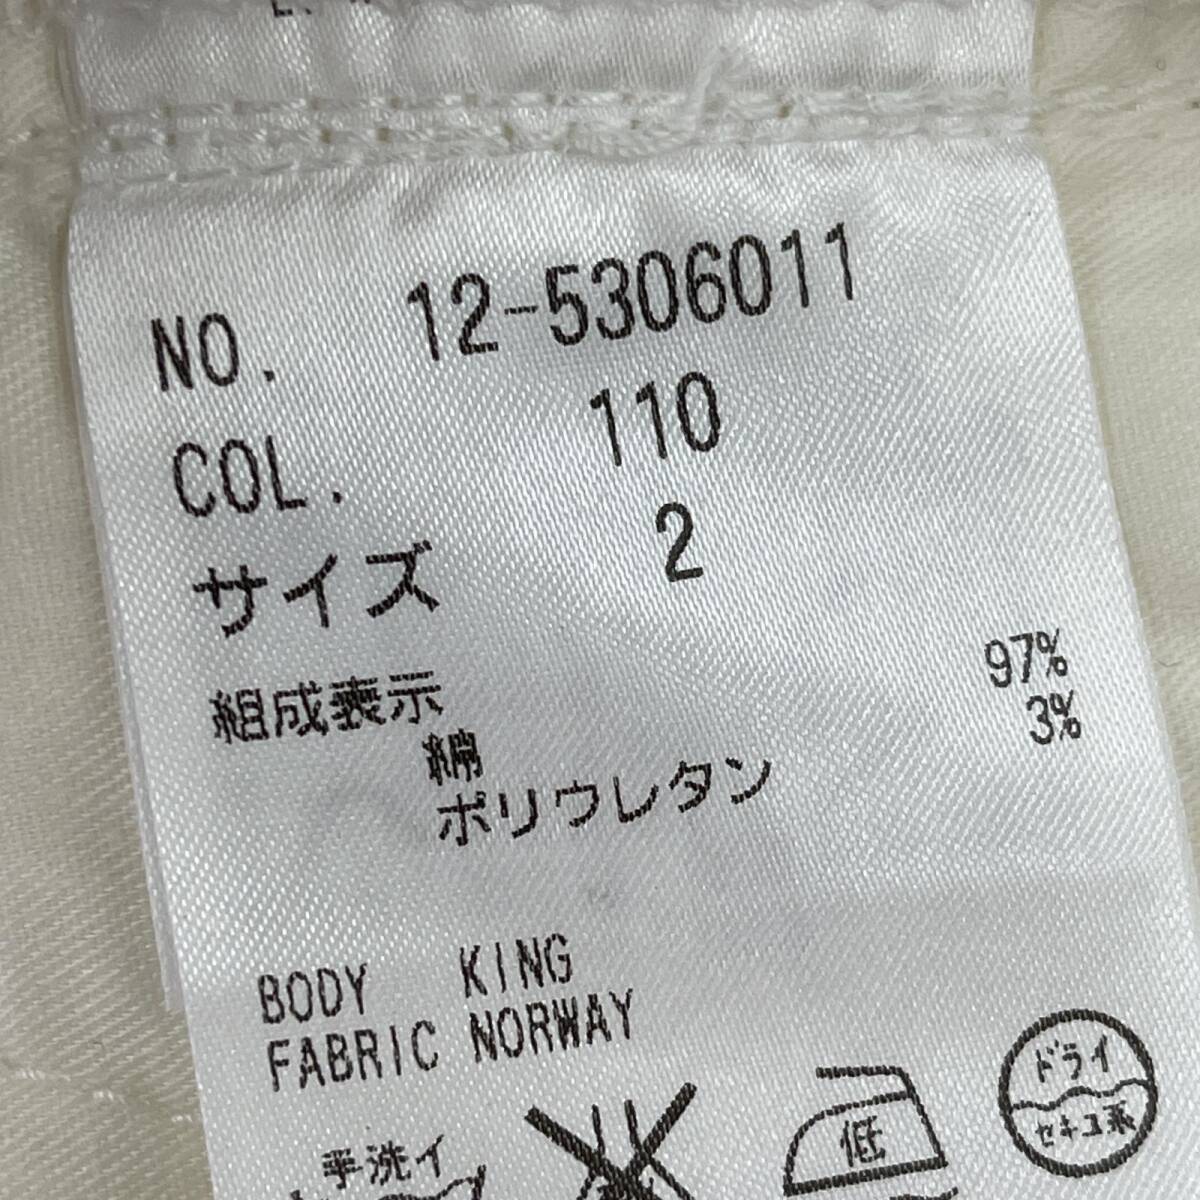 NO. 12-5306011
COL. 110
サイズ 2
組成表示
綿 97%
ポリウレタン 3%
BODY KING
FABRIC NORWAY
手洗イ
低
ドライ
セキユ系